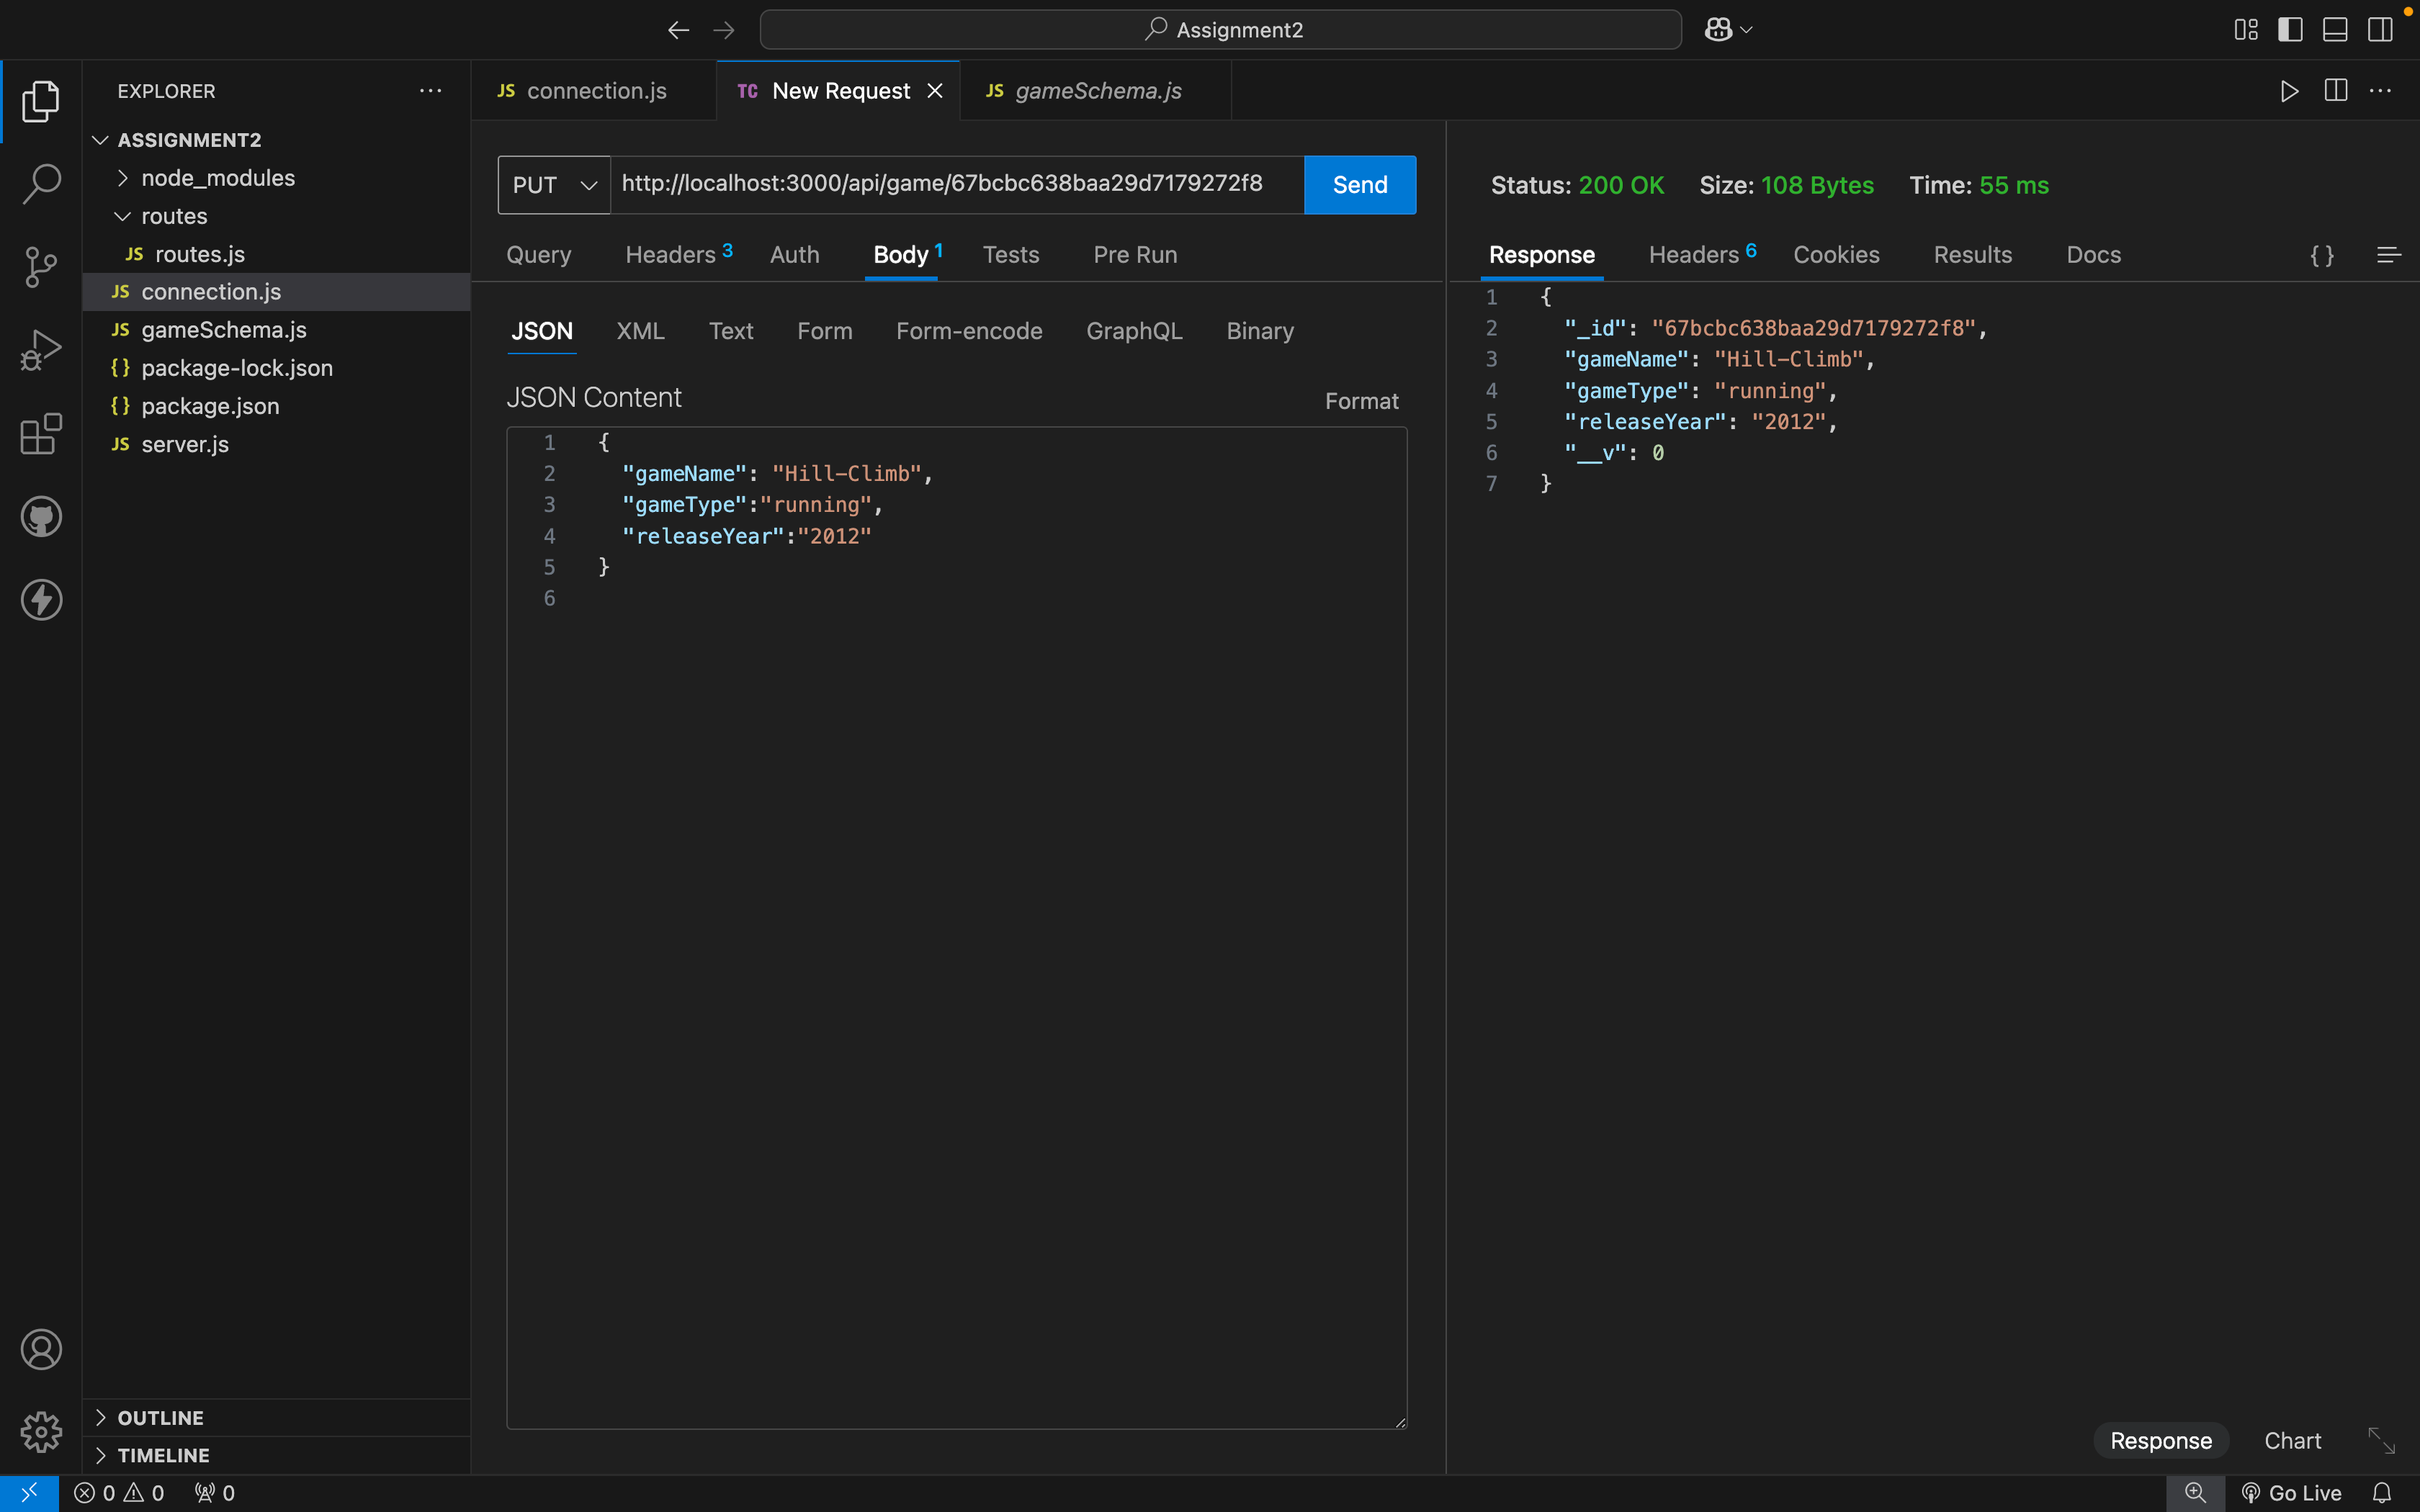 Assignment2
EXPLORER
JS connection.js
TC New Request
JS gameSchema.js
ASSIGNMENT2
node_modules
routes
JS routes.js
JS connection.js
JS gameSchema.js
{} package-lock.json
{} package.json
JS server.js
OUTLINE
TIMELINE
PUT http://localhost:3000/api/game/67bcbc638baa29d7179272f8 Send
Query Headers 3 Auth Body 1 Tests Pre Run
JSON XML Text Form Form-encode GraphQL Binary
JSON Content Format
1 {
2 "gameName": "Hill-Climb",
3 "gameType":"running",
4 "releaseYear":"2012"
5 }
6
Status: 200 OK Size: 108 Bytes Time: 55 ms
Response Headers 6 Cookies Results Docs {}
1 {
2 "_id": "67bcbc638baa29d7179272f8",
3 "gameName": "Hill-Climb",
4 "gameType": "running",
5 "releaseYear": "2012",
6 "__v": 0
7 }
Response Chart
0 0 0 Go Live